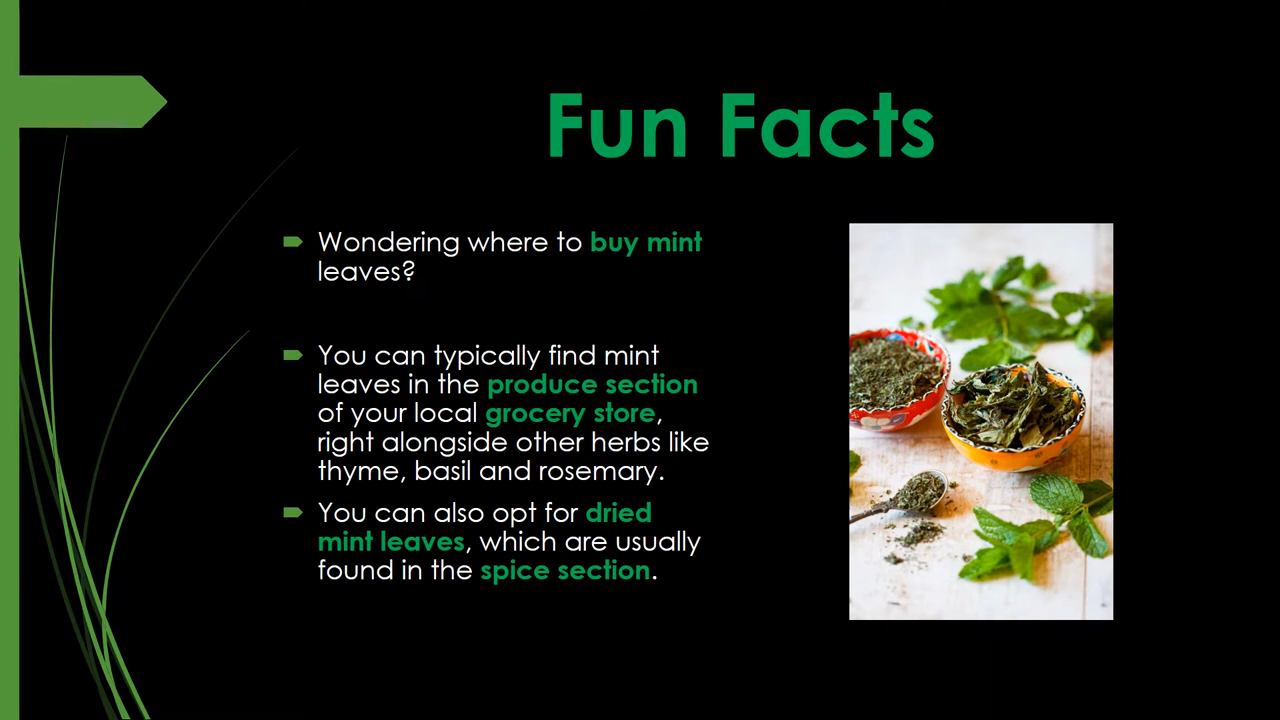 Fun Facts
Wondering where to buy mint
leaves?
You can typically find mint
leaves in the produce section
of your local grocery store,
right alongside other herbs like
thyme, basil and rosemary.
You can also opt for dried
mint leaves, which are usually
found in the spice section.